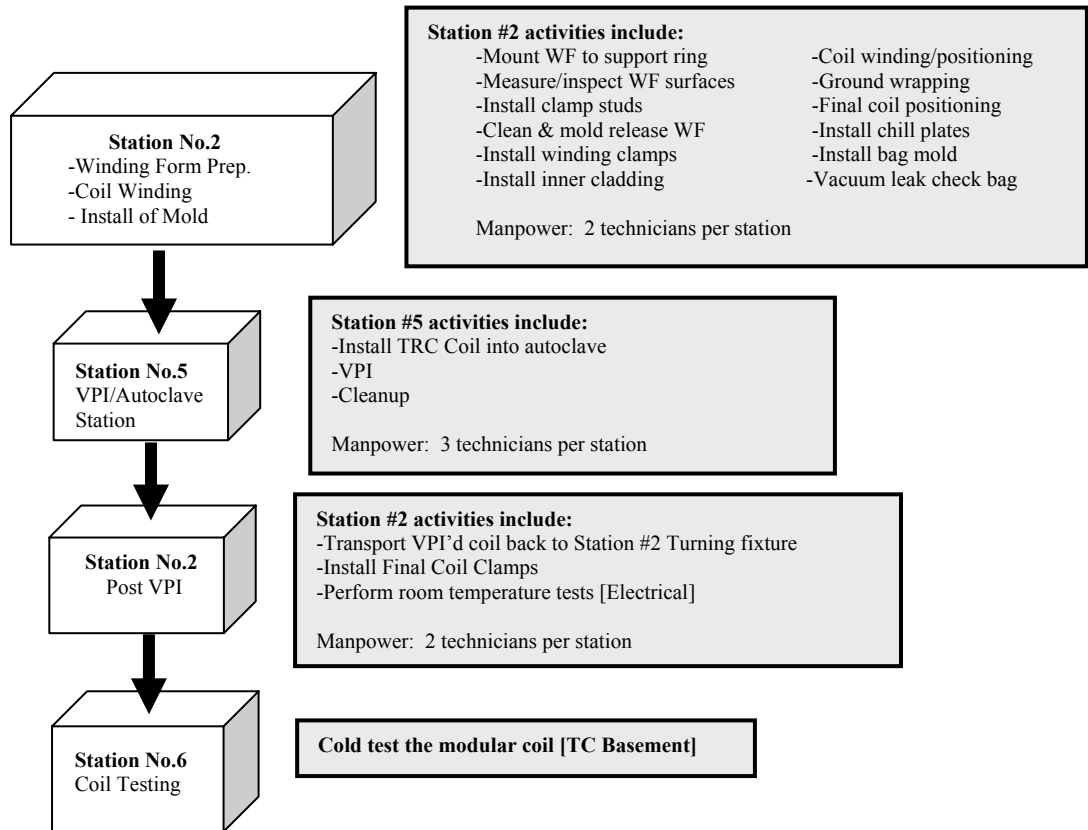 Station #2 activities include:
-Mount WF to support ring
-Measure/inspect WF surfaces
-Install clamp studs
-Clean & mold release WF
-Install winding clamps
-Install inner cladding
-Coil winding/positioning
-Ground wrapping
-Final coil positioning
-Install chill plates
-Install bag mold
-Vacuum leak check bag
Manpower: 2 technicians per station
Station No.2
-Winding Form Prep.
-Coil Winding
- Install of Mold
Station #5 activities include:
-Install TRC Coil into autoclave
-VPI
-Cleanup
Manpower: 3 technicians per station
Station No.5
VPI/Autoclave
Station
Station #2 activities include:
-Transport VPI’d coil back to Station #2 Turning fixture
-Install Final Coil Clamps
-Perform room temperature tests [Electrical]
Manpower: 2 technicians per station
Station No.2
Post VPI
Cold test the modular coil [TC Basement]
Station No.6
Coil Testing